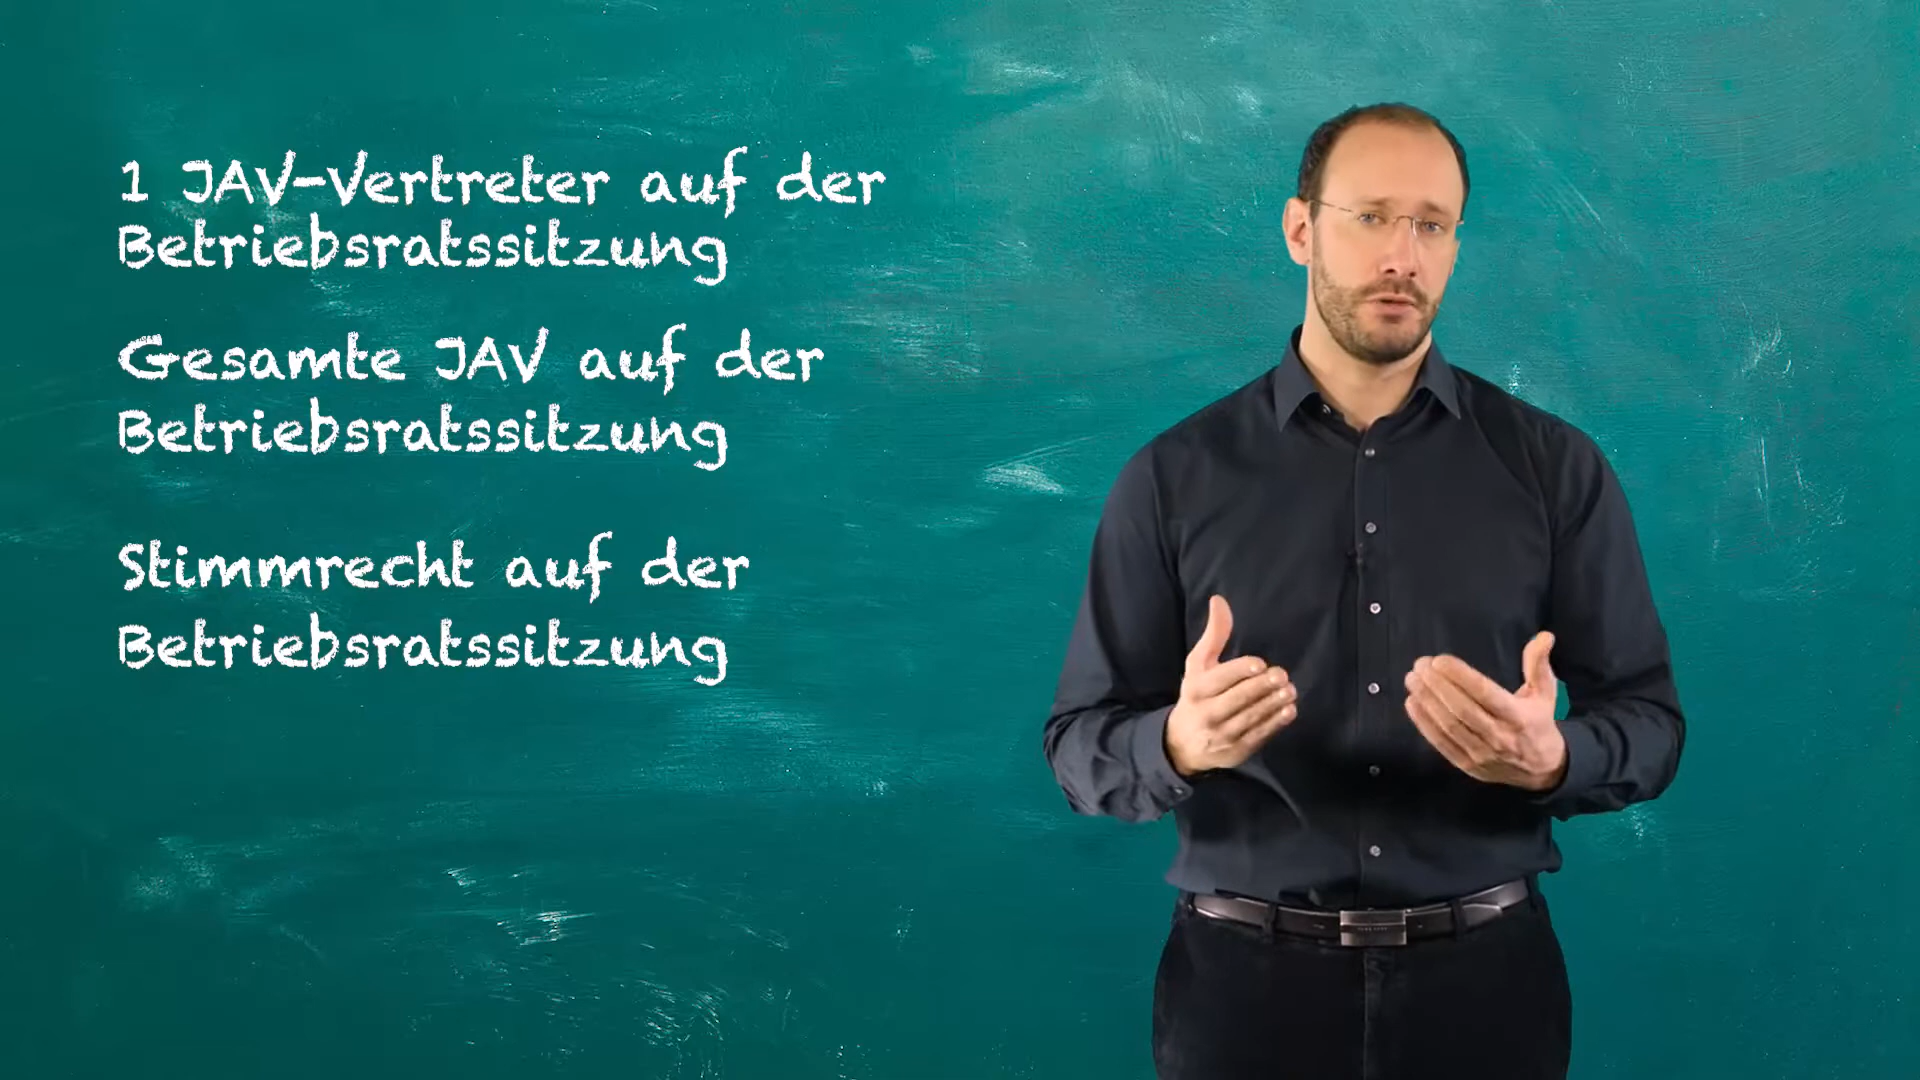 1 JAV-Vertreter auf der
Betriebsratssitzung
Gesamte JAV auf der
Betriebsratssitzung
Stimmrecht auf der
Betriebsratssitzung